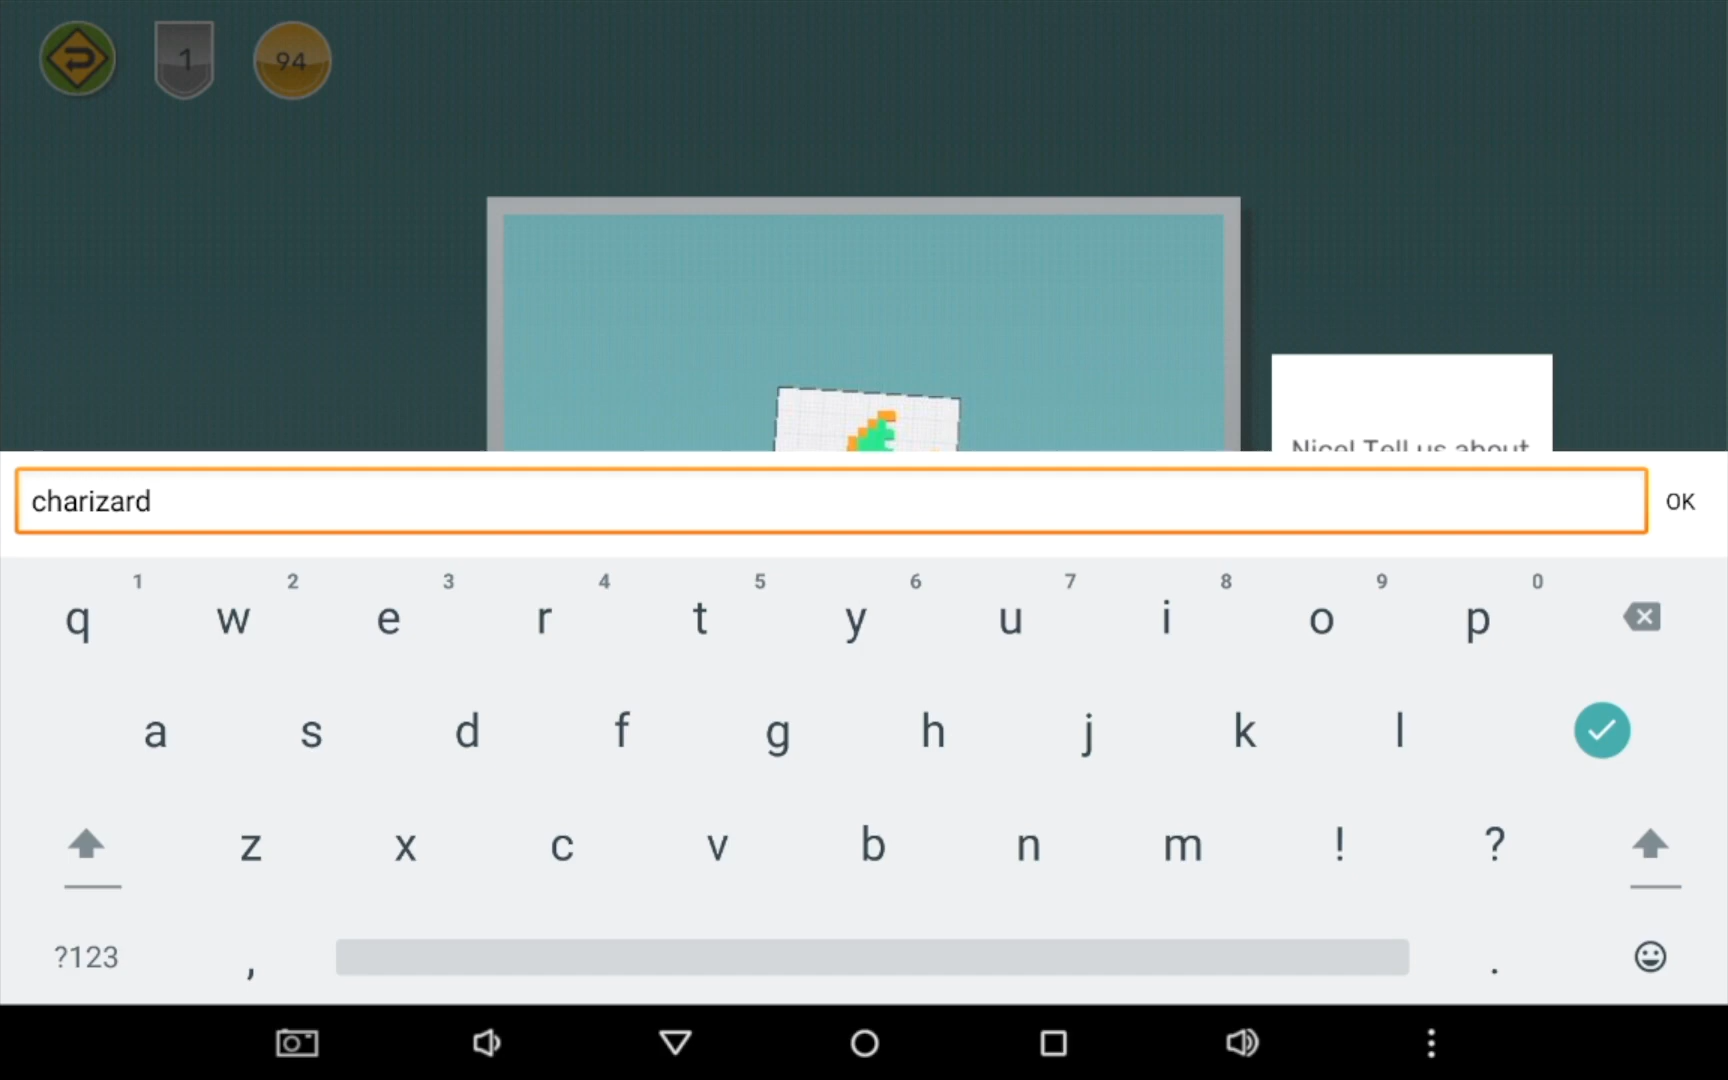 1 94
Nice! Tell us about
charizard OK
1 2 3 4 5 6 7 8 9 0
q w e r t y u i o p
a s d f g h j k l
z x c v b n m ! ?
?123 , .